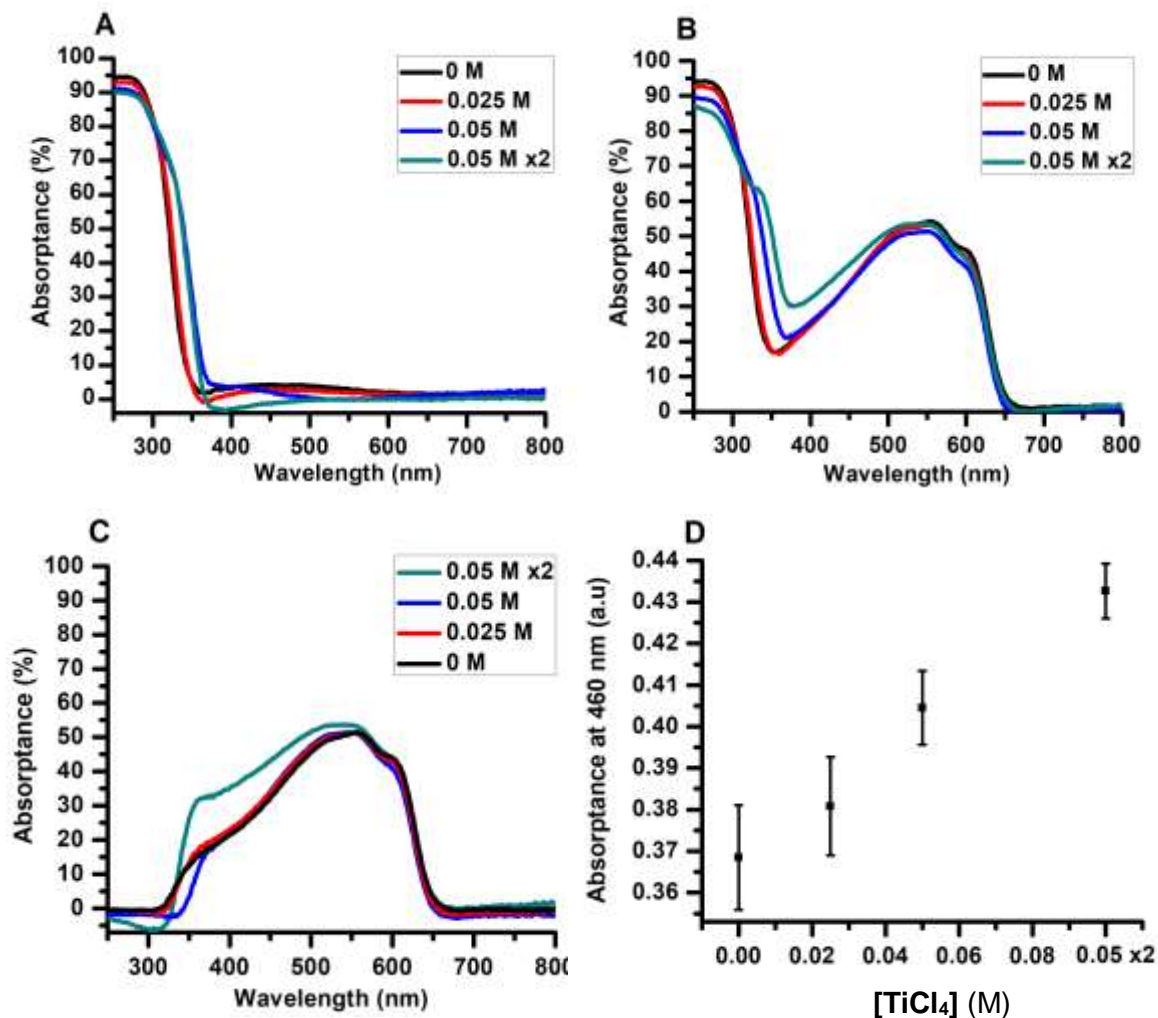 A
100
90
80
70
60
50
40
30
20
10
0
Absorptance (%)
0 M
0.025 M
0.05 M
0.05 M x2
300 400 500 600 700 800
Wavelength (nm)
B
100
90
80
70
60
50
40
30
20
10
0
Absorptance (%)
0 M
0.025 M
0.05 M
0.05 M x2
300 400 500 600 700 800
Wavelength (nm)
C
100
90
80
70
60
50
40
30
20
10
0
Absorptance (%)
0.05 M x2
0.05 M
0.025 M
0 M
300 400 500 600 700 800
Wavelength (nm)
D
0.44
0.43
0.42
0.41
0.40
0.39
0.38
0.37
0.36
Absorptance at 460 nm (a.u)
0.00 0.02 0.04 0.06 0.08 0.05 x2
[TiCl₄] (M)